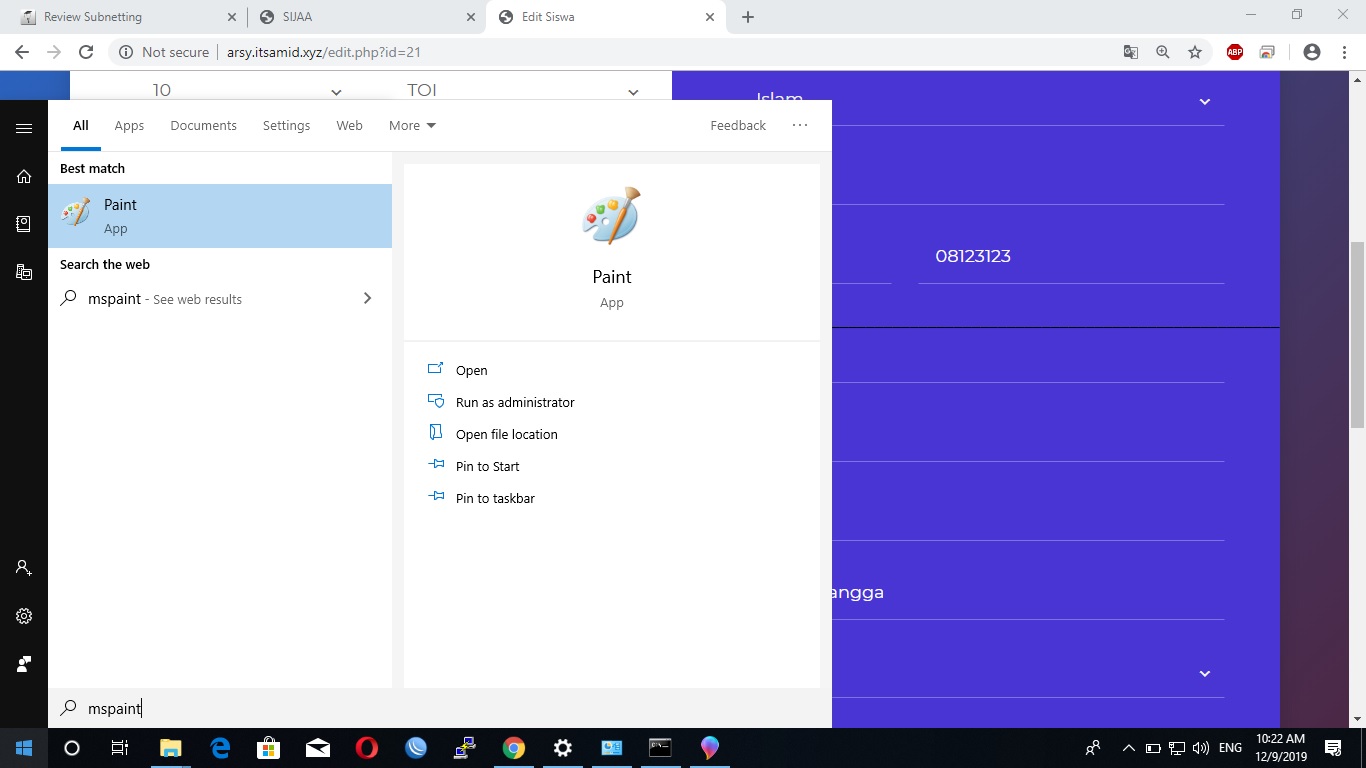 Review Subnetting
SIJAA
Edit Siswa
Not secure
arsy.itsamid.xyz/edit.php?id=21
ABP
10
TOI
Islam
All
Apps
Documents
Settings
Web
More
Feedback
Best match
Paint
App
Search the web
mspaint - See web results
Paint
App
Open
Run as administrator
Open file location
Pin to Start
Pin to taskbar
08123123
angga
mspaint
ENG
10:22 AM
12/9/2019